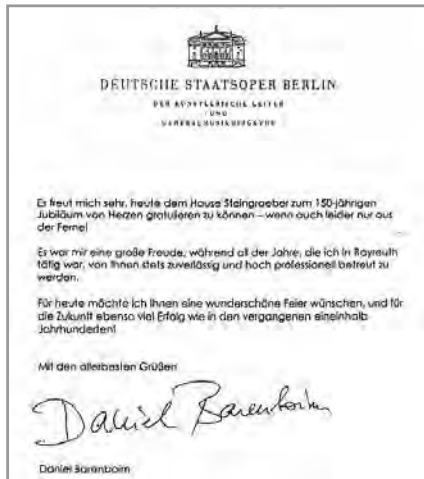 DEUTSCHE STAATSOPER BERLIN
DER KÜNSTLERISCHE LEITER
UND
GENERALMUSIKDIREKTOR
Es freut mich sehr, heute dem Hause Steingraeber zum 150-jährigen
Jubiläum von Herzen gratulieren zu können – wenn auch leider nur aus
der Ferne!
Es war mir eine große Freude, während all der Jahre, die ich in Bayreuth
tätig war, von Ihnen stets zuverlässig und hoch professionell betreut zu
werden.
Für heute möchte ich Ihnen eine wunderschöne Feier wünschen, und für
die Zukunft ebenso viel Erfolg wie in den vergangenen eineinhalb
Jahrhunderten!
Mit den allerbesten Grüßen
Daniel Barenboim
Daniel Barenboim